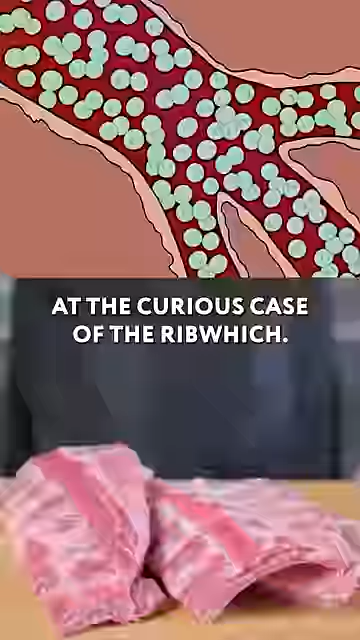 AT THE CURIOUS CASE
OF THE RIBWHICH.